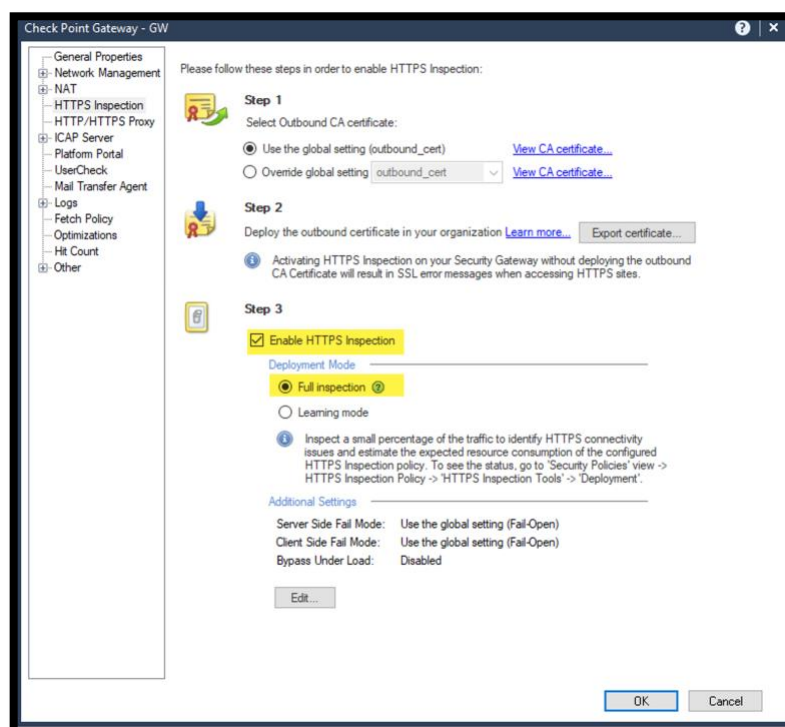 Check Point Gateway - GW
General Properties
Network Management
NAT
HTTPS Inspection
HTTP/HTTPS Proxy
ICAP Server
Platform Portal
UserCheck
Mail Transfer Agent
Logs
Fetch Policy
Optimizations
Hit Count
Other
Please follow these steps in order to enable HTTPS Inspection:
Step 1
Select Outbound CA certificate:
Use the global setting (outbound_cert) View CA certificate...
Override global setting outbound_cert View CA certificate...
Step 2
Deploy the outbound certificate in your organization Learn more... Export certificate...
Activating HTTPS Inspection on your Security Gateway without deploying the outbound
CA Certificate will result in SSL error messages when accessing HTTPS sites.
Step 3
Enable HTTPS Inspection
Deployment Mode
Full inspection
Learning mode
Inspect a small percentage of the traffic to identify HTTPS connectivity
issues and estimate the expected resource consumption of the configured
HTTPS Inspection policy. To see the status, go to 'Security Policies' view ->
HTTPS Inspection Policy -> 'HTTPS Inspection Tools' -> 'Deployment'.
Additional Settings
Server Side Fail Mode: Use the global setting (Fail-Open)
Client Side Fail Mode: Use the global setting (Fail-Open)
Bypass Under Load: Disabled
Edit...
OK Cancel